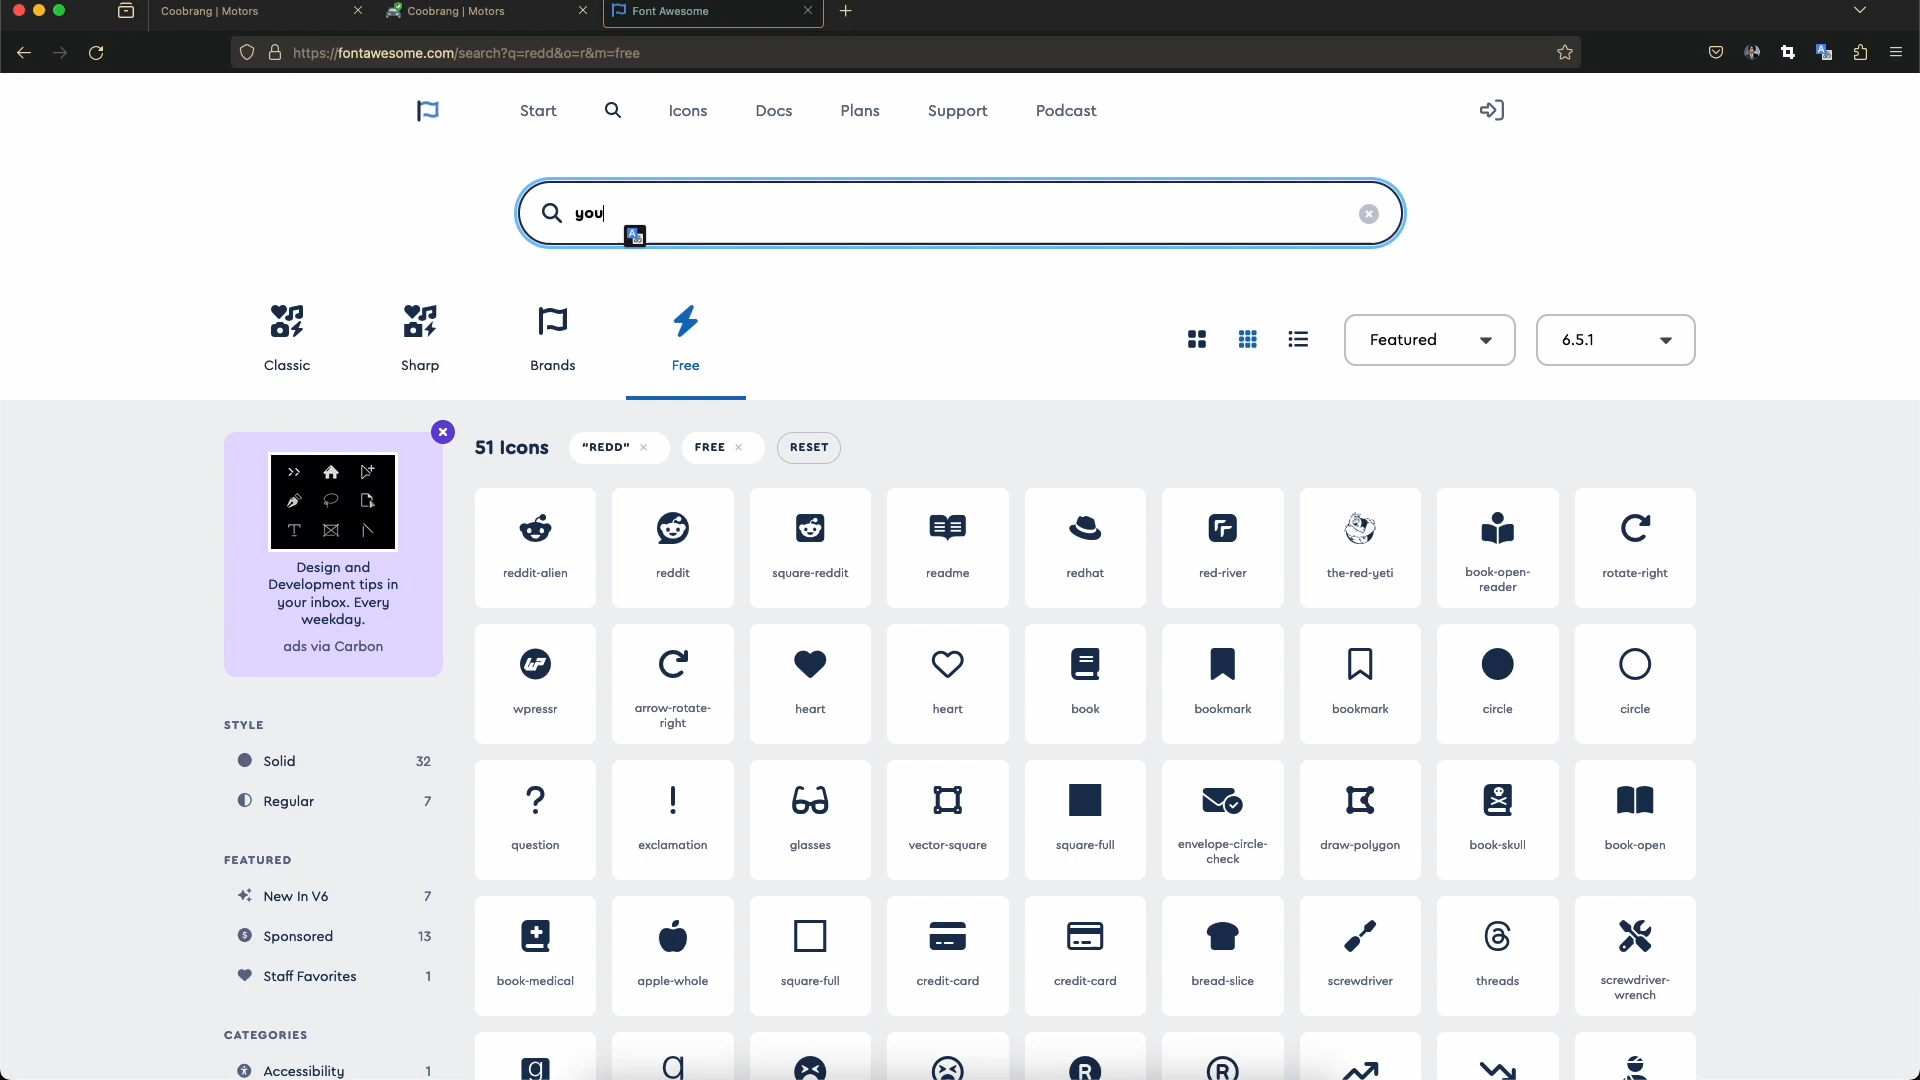 Coobrang | Motors
Coobrang | Motors
Font Awesome
https://fontawesome.com/search?q=redd&o=r&m=free
Start
Icons
Docs
Plans
Support
Podcast
you
Classic
Sharp
Brands
Free
Featured
6.5.1
Design and
Development tips in
your inbox. Every
weekday.
ads via Carbon
51 Icons
"REDD"
FREE
RESET
reddit-alien
reddit
square-reddit
readme
redhat
red-river
the-red-yeti
book-open-
reader
rotate-right
wpressr
arrow-rotate-
right
heart
heart
book
bookmark
bookmark
circle
circle
question
exclamation
glasses
vector-square
square-full
envelope-circle-
check
draw-polygon
book-skull
book-open
book-medical
apple-whole
square-full
credit-card
credit-card
bread-slice
screwdriver
threads
screwdriver-
wrench
STYLE
Solid 32
Regular 7
FEATURED
New In V6 7
Sponsored 13
Staff Favorites 1
CATEGORIES
Accessibility 1